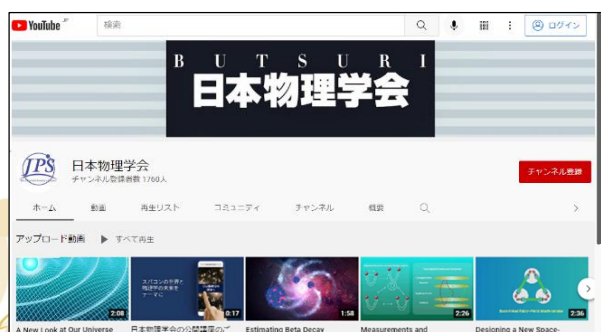 YouTube JP
検索
ログイン
BUTSURI
日本物理学会
JPS
日本物理学会
チャンネル登録者数 1760人
チャンネル登録
ホーム 動画 再生リスト コミュニティ チャンネル 概要
アップロード動画 ▶ すべて再生
スパコンの世界と
物理学の未来を
テーマに
2:08 0:17 1:58 2:26 2:36
A New Look at Our Universe 日本物理学会の公開講座のご Estimating Beta Decay Measurements and Designing a New Space-